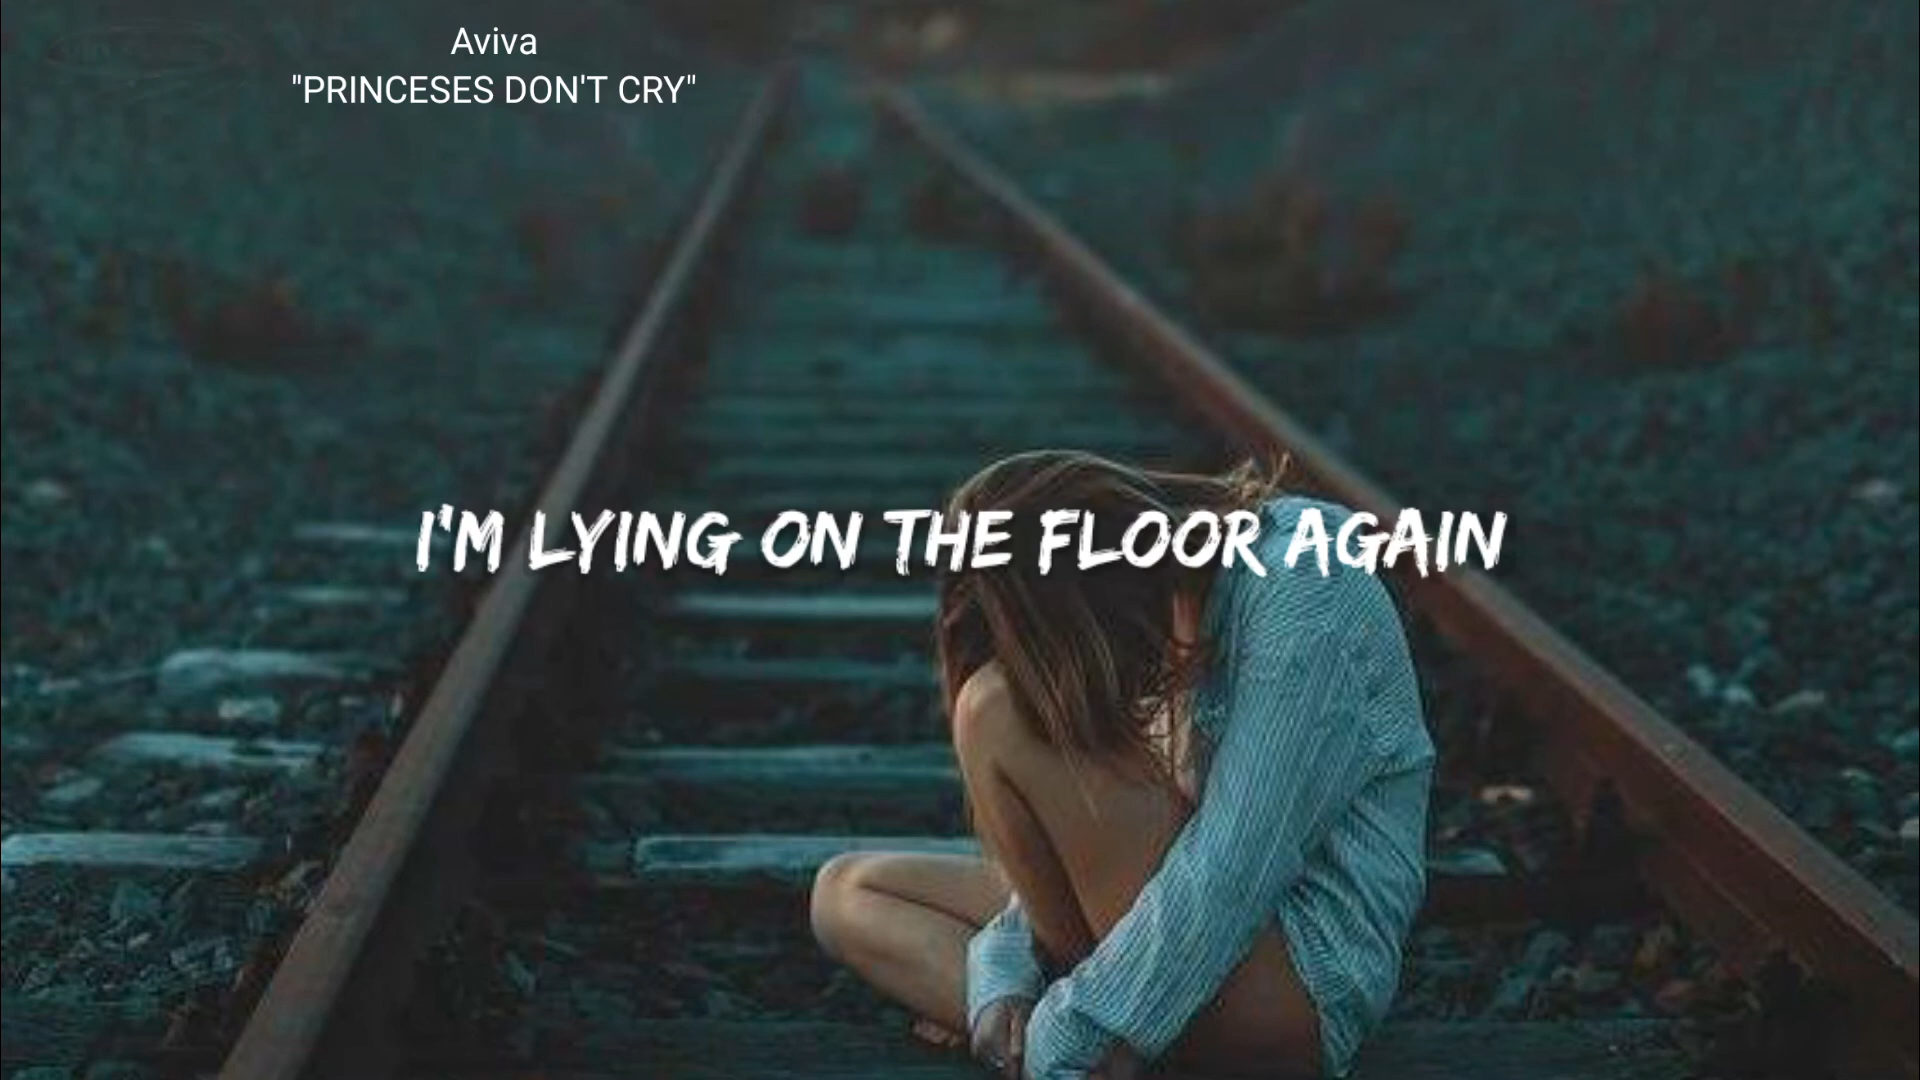 Aviva
"PRINCESES DON'T CRY"
I'M LYING ON THE FLOOR AGAIN